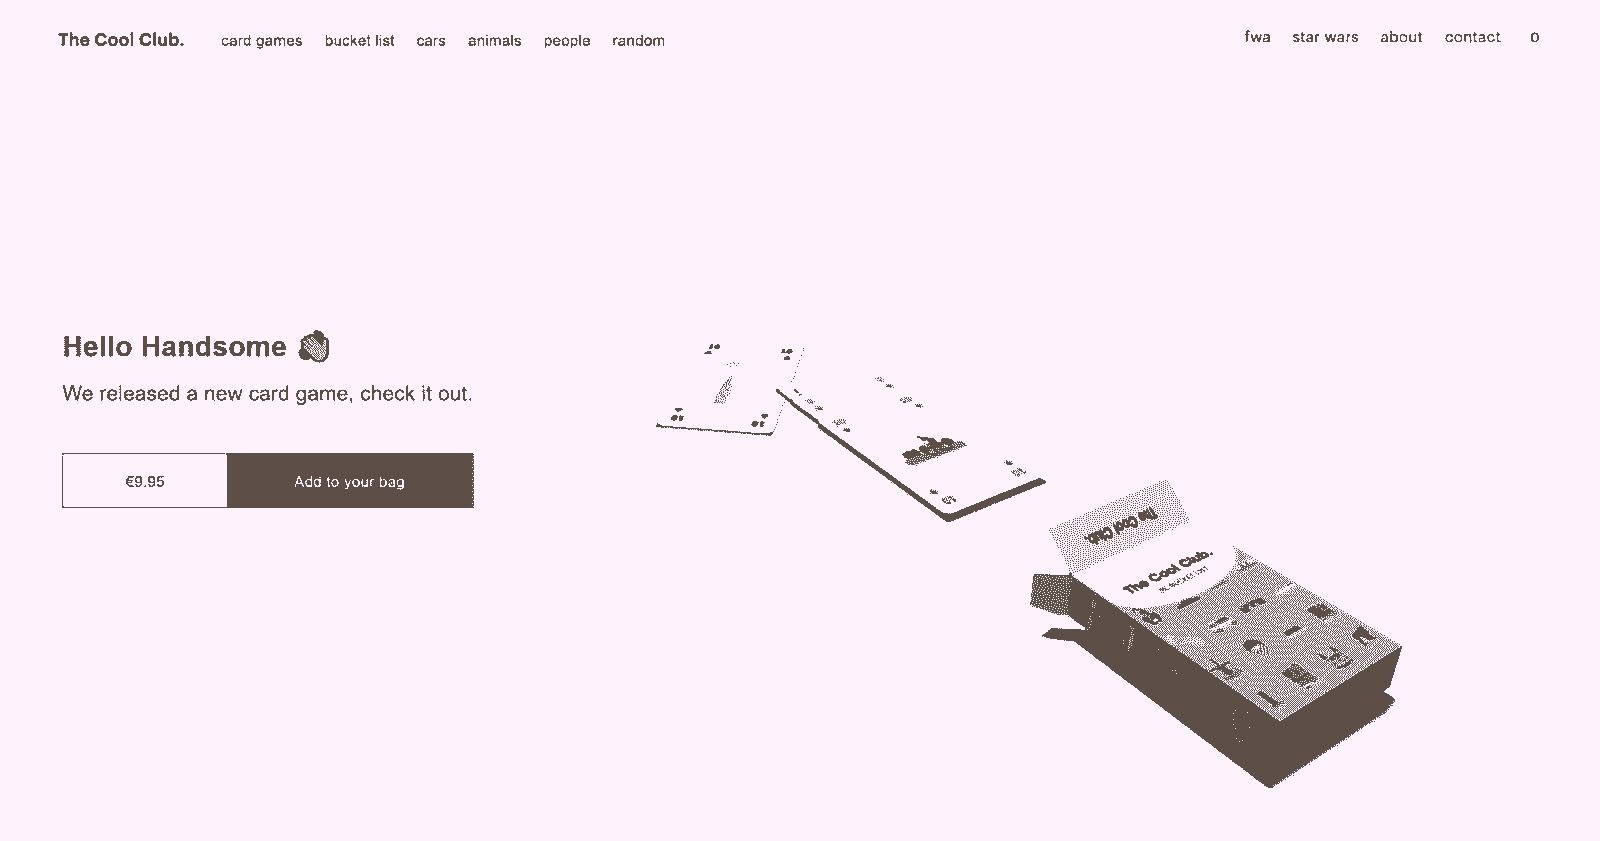 The Cool Club. card games bucket list cars animals people random fwa star wars about contact 0
Hello Handsome
We released a new card game, check it out.
€9.95 Add to your bag
The Cool Club.
The Cool Club.